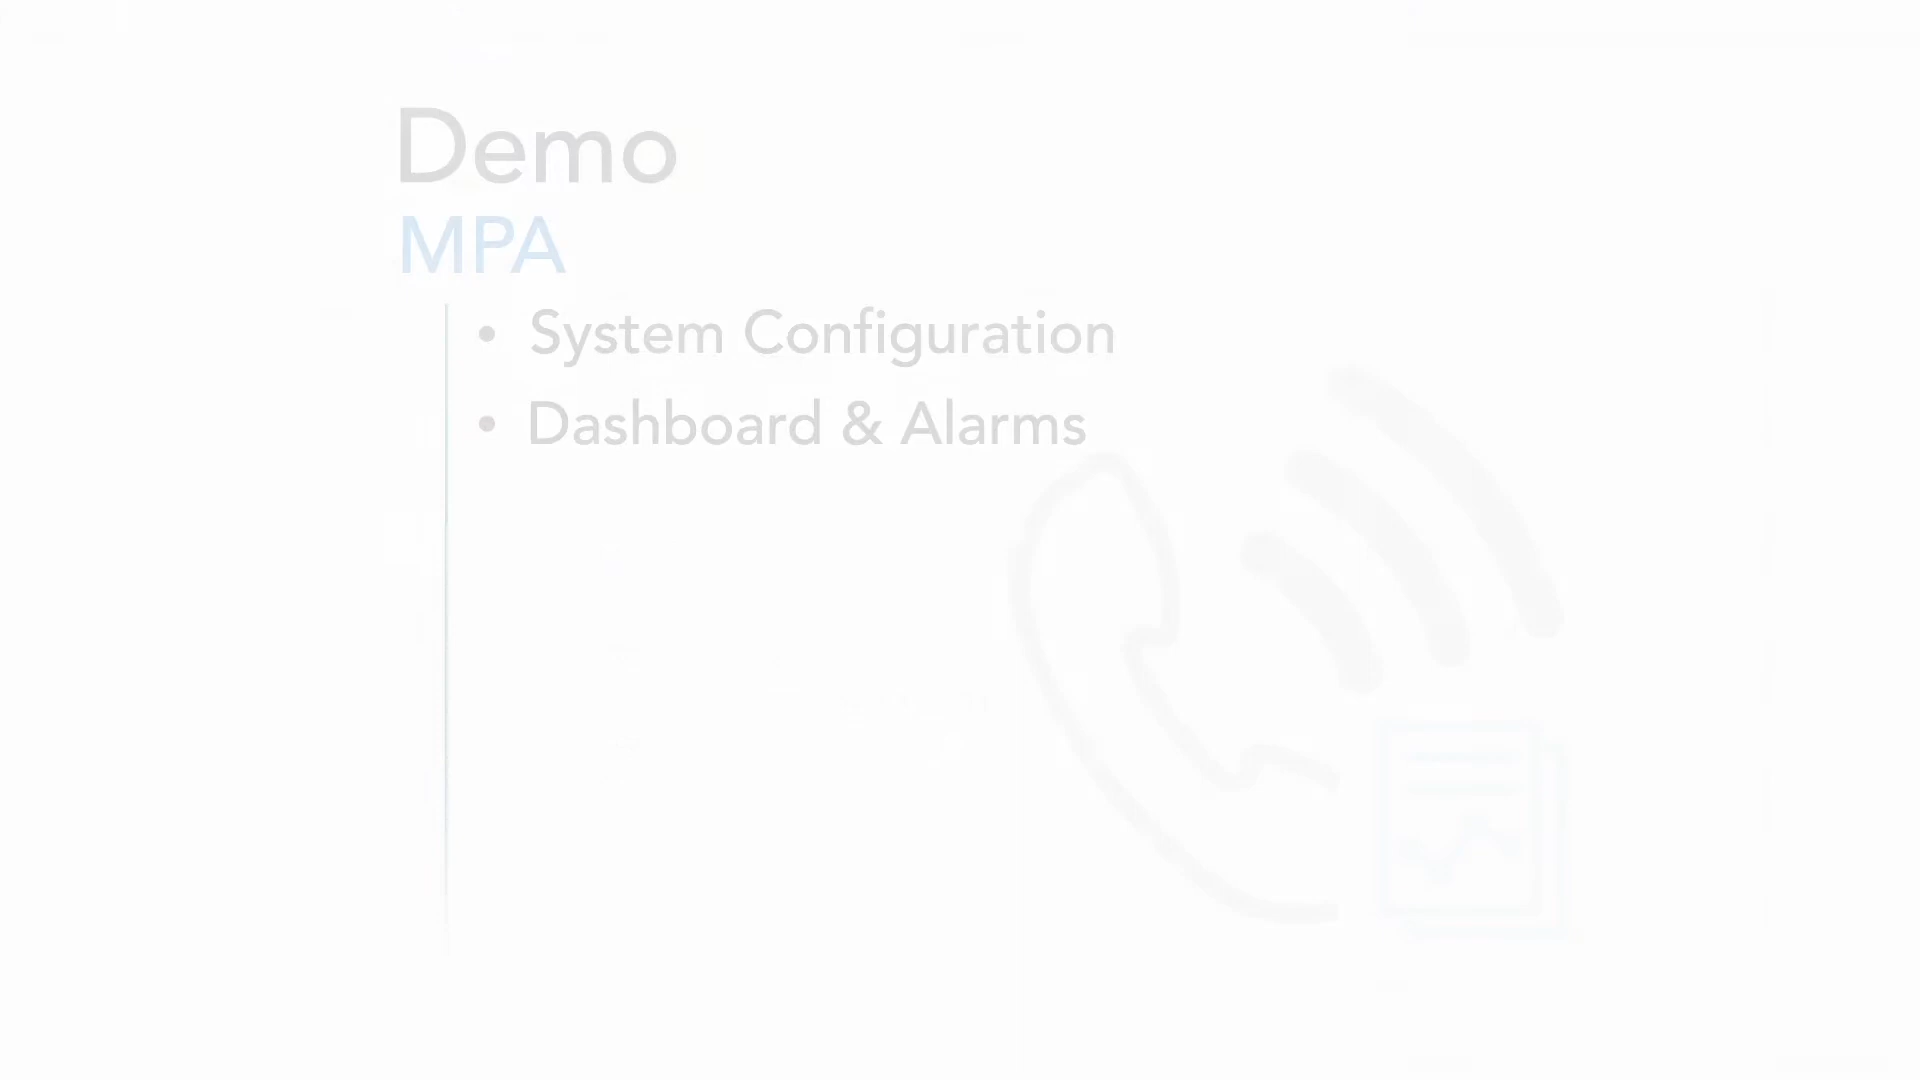 Demo
MPA
• System Configuration
• Dashboard & Alarms